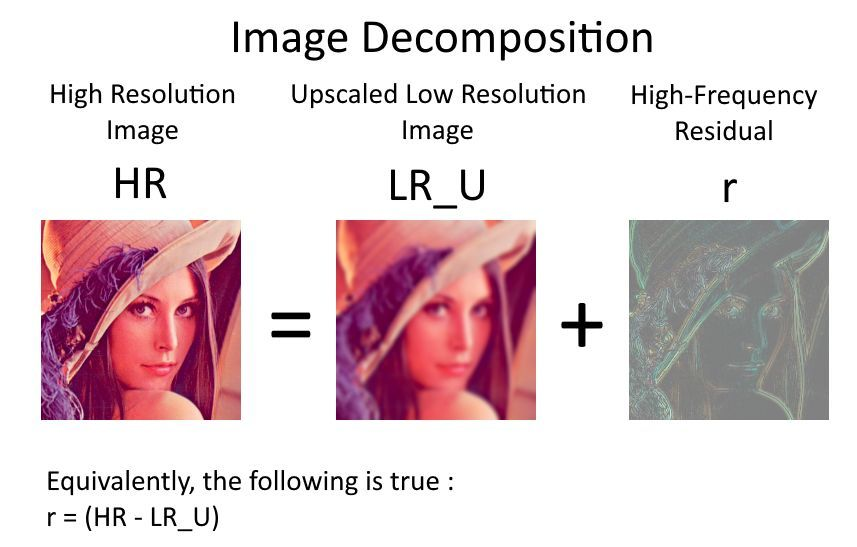 Image Decomposition
High Resolution
Image
Upscaled Low Resolution
Image
High-Frequency
Residual
HR
LR_U
r
=
+
Equivalently, the following is true :
r = (HR - LR_U)